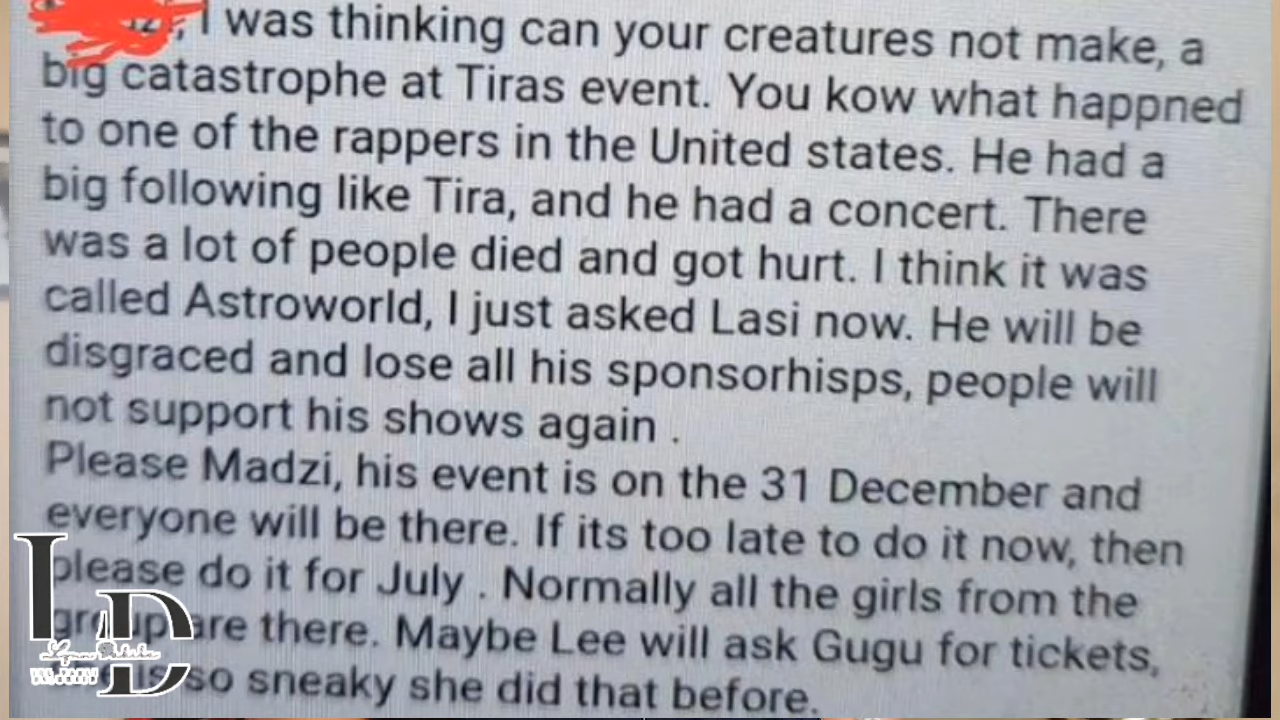 I was thinking can your creatures not make, a
big catastrophe at Tiras event. You kow what happned
to one of the rappers in the United states. He had a
big following like Tira, and he had a concert. There
was a lot of people died and got hurt. I think it was
called Astroworld, I just asked Lasi now. He will be
disgraced and lose all his sponsorhisps, people will
not support his shows again .
Please Madzi, his event is on the 31 December and
everyone will be there. If its too late to do it now, then
please do it for July . Normally all the girls from the
group are there. Maybe Lee will ask Gugu for tickets,
is so sneaky she did that before.
LD